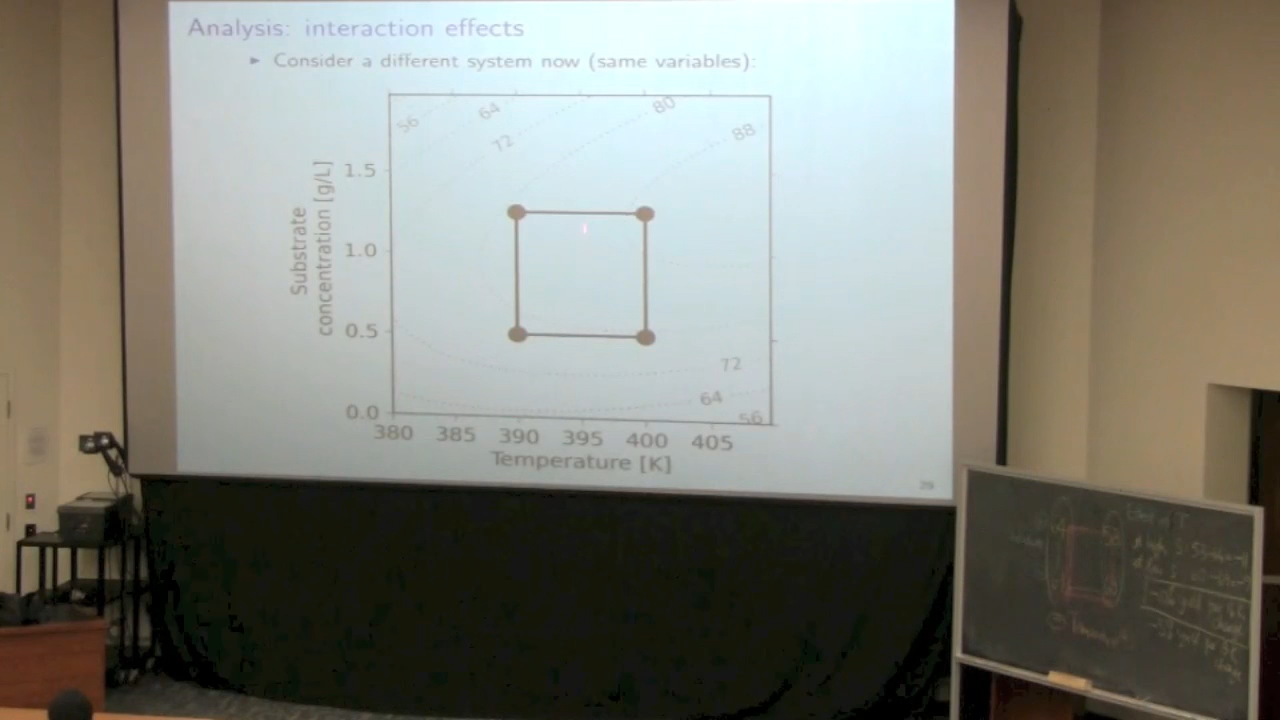 Analysis: interaction effects
► Consider a different system now (same variables):
56
64
72
80
88
Substrate
concentration [g/L]
1.5
1.0
0.5
0.0
72
64
56
380 385 390 395 400 405
Temperature [K]